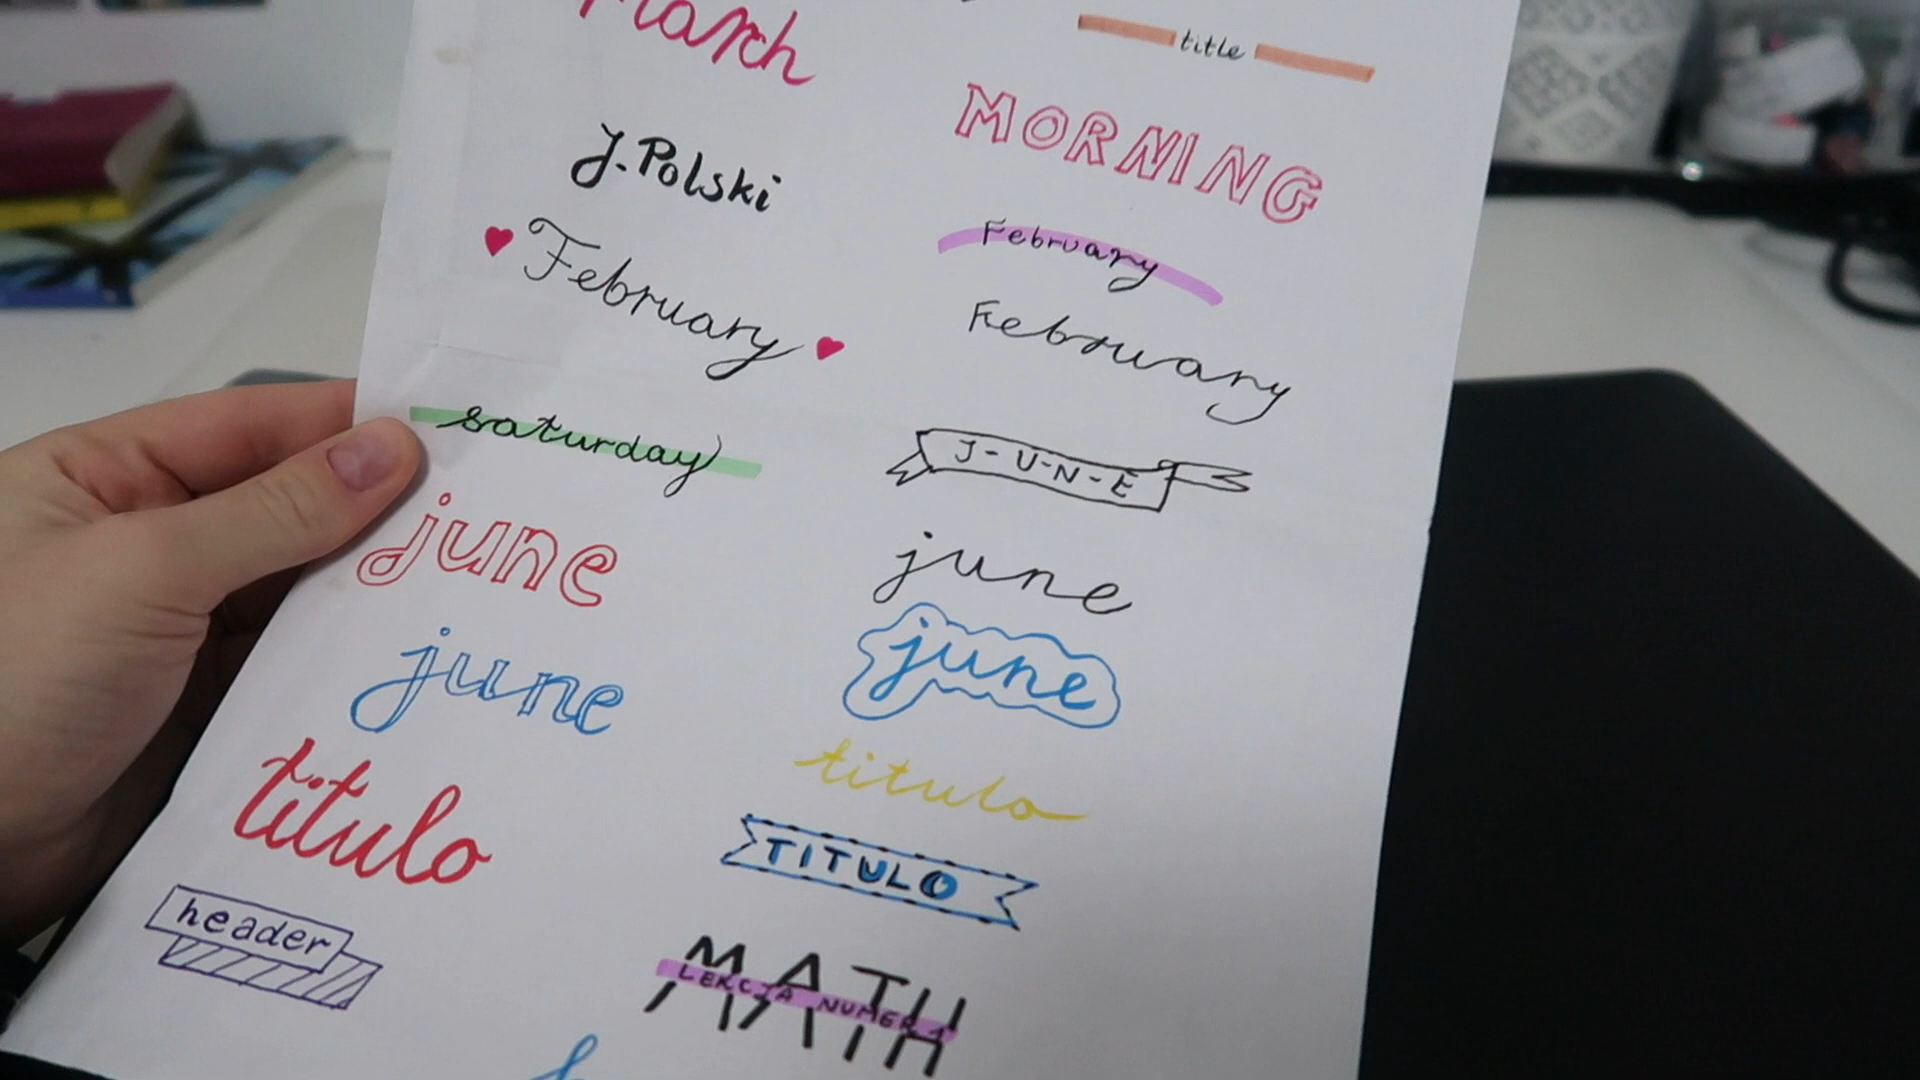 March
title
MORNING
J. Polski
February
February
February
saturday
J-U-N-E
june
june
june
june
titulo
titulo
TITULO
header
MATH
LEKCJA NUMER 1